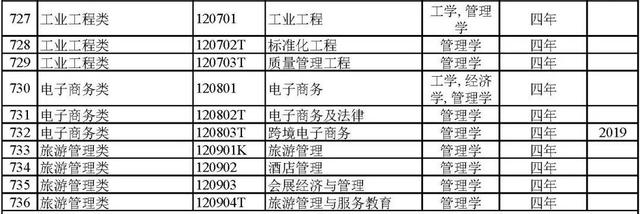 727 工业工程类 120701 工业工程 工学,管理学 四年
728 工业工程类 120702T 标准化工程 管理学 四年
729 工业工程类 120703T 质量管理工程 管理学 四年
730 电子商务类 120801 电子商务 工学,经济学,管理学 四年
731 电子商务类 120802T 电子商务及法律 管理学 四年
732 电子商务类 120803T 跨境电子商务 管理学 四年 2019
733 旅游管理类 120901K 旅游管理 管理学 四年
734 旅游管理类 120902 酒店管理 管理学 四年
735 旅游管理类 120903 会展经济与管理 管理学 四年
736 旅游管理类 120904T 旅游管理与服务教育 管理学 四年